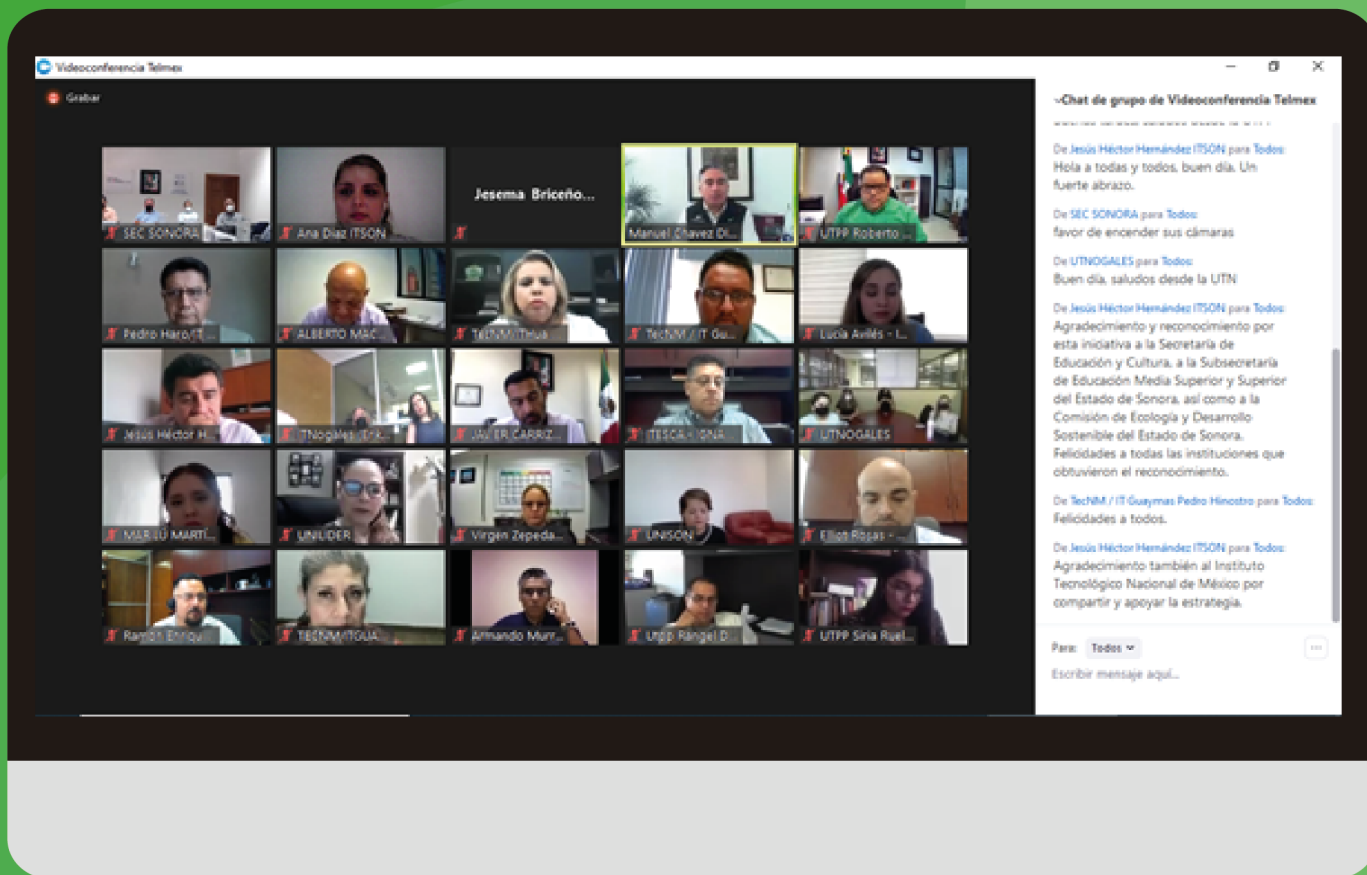 Videoconferencia Telmex
Grabar
SEC SONORA
Ana Díaz ITSON
Jesema Briceño...
Manuel Chavez Di...
UTPP Roberto ...
Pedro Haro/IT ...
ALBERTO MAC...
TecNM/ITHua
TecNM / IT Gu...
Lucía Avilés - I...
Jesús Héctor H...
ITNogales (Erik...
JAVIER CARRIZ...
ITESCA - IGNA...
UTNOGALES
MARILÚ MARTÍ...
UNILIDER
Virgen Zepeda...
UNISON
Elliot Rosas - ...
Ramón Enriqu...
TECNM/ITGUA...
Armando Murr...
Utpp Rangel D...
UTPP Siria Ruel...
Chat de grupo de Videoconferencia Telmex
De Jesús Héctor Hernández ITSON para Todos:
Hola a todas y todos, buen día. Un
fuerte abrazo.
De SEC SONORA para Todos:
favor de encender sus cámaras
De UTNOGALES para Todos:
Buen día, saludos desde la UTN
De Jesús Héctor Hernández ITSON para Todos:
Agradecimiento y reconocimiento por
esta iniciativa a la Secretaría de
Educación y Cultura, a la Subsecretaría
de Educación Media Superior y Superior
del Estado de Sonora, así como a la
Comisión de Ecología y Desarrollo
Sostenible del Estado de Sonora.
Felicidades a todas las instituciones que
obtuvieron el reconocimiento.
De TecNM / IT Guaymas Pedro Hinostro para Todos:
Felicidades a todos.
De Jesús Héctor Hernández ITSON para Todos:
Agradecimiento también al Instituto
Tecnológico Nacional de México por
compartir y apoyar la estrategia.
Para: Todos
Escribir mensaje aquí...